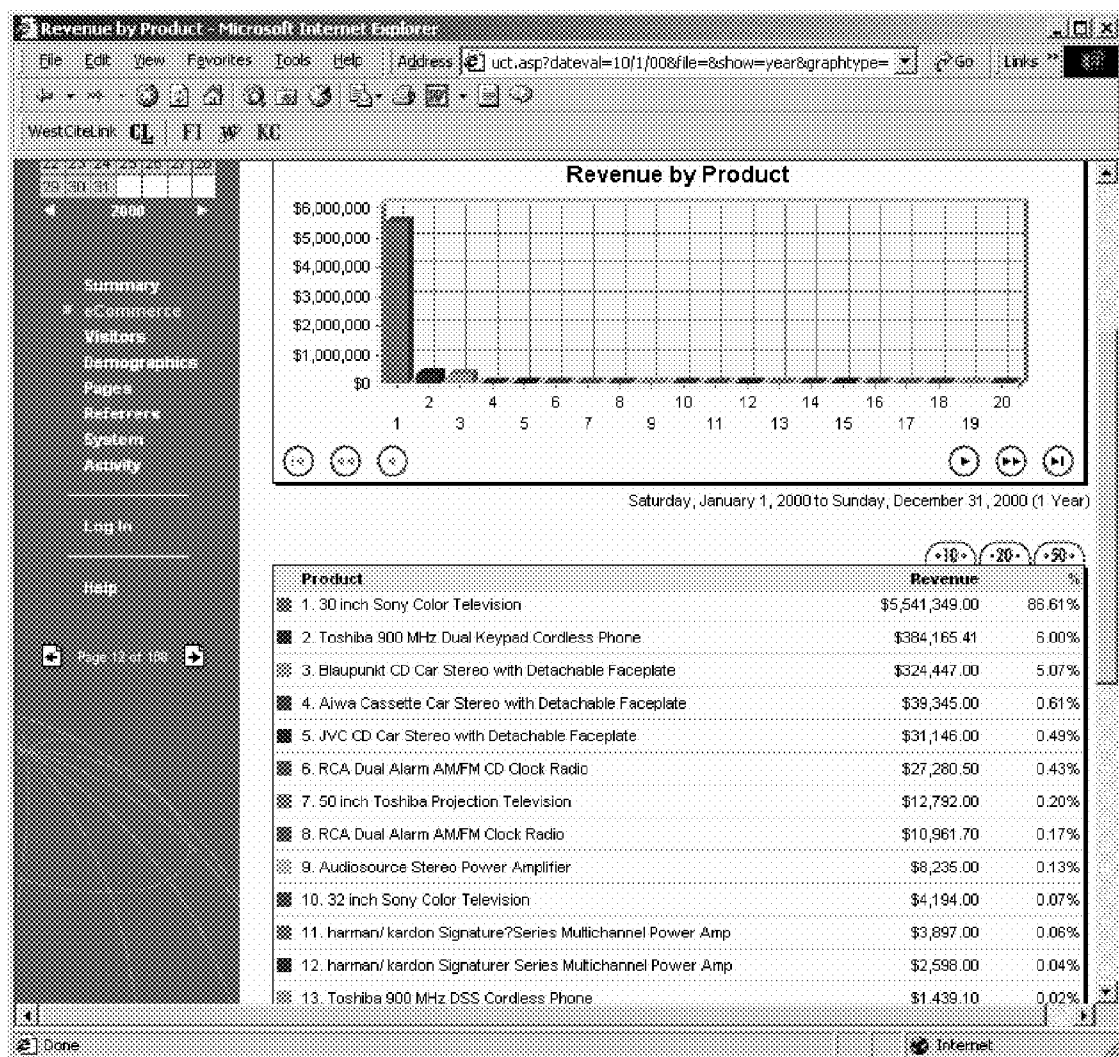 Revenue by Product - Microsoft Internet Explorer
File Edit View Favorites Tools Help Address uct.asp?dateval=10/1/00&file=&show=year&graphtype= Go Links »
WestCiteLink CL FI W KC
22 23 24 25 26 27 28
29 30 31
2000
Summary
* eCommerce
Visitors
Demographics
Pages
Referrers
System
Activity
Log In
help
Revenue by Product
$6,000,000
$5,000,000
$4,000,000
$3,000,000
$2,000,000
$1,000,000
$0
2 4 6 8 10 12 14 16 18 20
1 3 5 7 9 11 13 15 17 19
Saturday, January 1, 2000 to Sunday, December 31, 2000 (1 Year)
10 20 50
Product Revenue %
1. 30 inch Sony Color Television $5,541,349.00 86.61%
2. Toshiba 900 MHz Dual Keypad Cordless Phone $384,165.41 6.00%
3. Blaupunkt CD Car Stereo with Detachable Faceplate $324,447.00 5.07%
4. Aiwa Cassette Car Stereo with Detachable Faceplate $39,345.00 0.61%
5. JVC CD Car Stereo with Detachable Faceplate $31,146.00 0.49%
6. RCA Dual Alarm AM/FM CD Clock Radio $27,280.50 0.43%
7. 50 inch Toshiba Projection Television $12,792.00 0.20%
8. RCA Dual Alarm AM/FM Clock Radio $10,961.70 0.17%
9. Audiosource Stereo Power Amplifier $8,235.00 0.13%
10. 32 inch Sony Color Television $4,194.00 0.07%
11. harman/ kardon Signature?Series Multichannel Power Amp $3,897.00 0.06%
12. harman/ kardon Signaturer Series Multichannel Power Amp $2,598.00 0.04%
13. Toshiba 900 MHz DSS Cordless Phone $1,439.10 0.02%
Done Internet